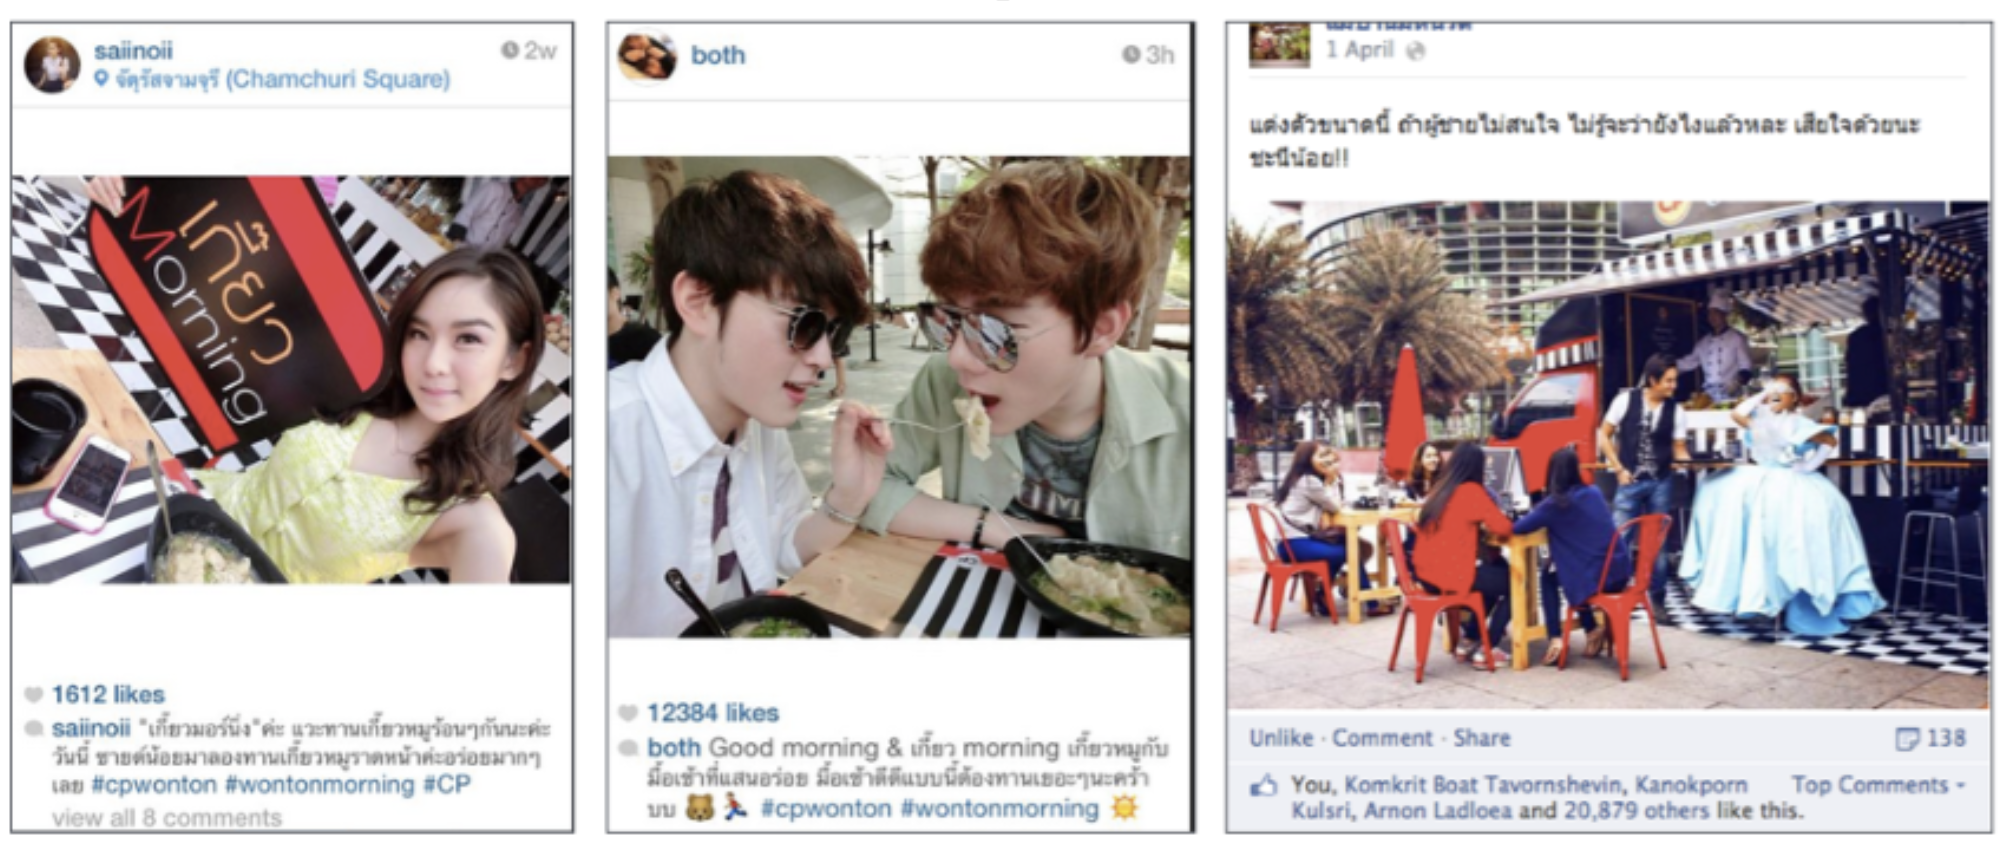 saiinoii
2w
จัตุรัสจามจุรี (Chamchuri Square)
เกี๊ยว
Morning
1612 likes
saiinoii "เกี๊ยวมอร์นิ่ง"ค่ะ แวะทานเกี๊ยวหมูร้อนๆกันนะค่ะ
วันนี้ ซายด์น้อยมาลองทานเกี๊ยวหมูราดหน้าค่ะอร่อยมากๆ
เลย #cpwonton #wontonmorning #CP
view all 8 comments
both
3h
12384 likes
both Good morning & เกี๊ยว morning เกี๊ยวหมูกับ
มื้อเช้าที่แสนอร่อย มื้อเช้าดีดีแบบนี้ต้องทานเยอะๆนะคร้า
บบ 🐻 🏃 #cpwonton #wontonmorning ☀️
1 April
แต่งตัวขนาดนี้ ถ้าผู้ชายไม่สนใจ ไม่รู้จะว่ายังไงแล้วหละ เสียใจด้วยนะ
ชะนีน้อย!!
Unlike · Comment · Share
138
You, Komkrit Boat Tavornshevin, Kanokporn
Kulsri, Arnon Ladloea and 20,879 others like this.
Top Comments